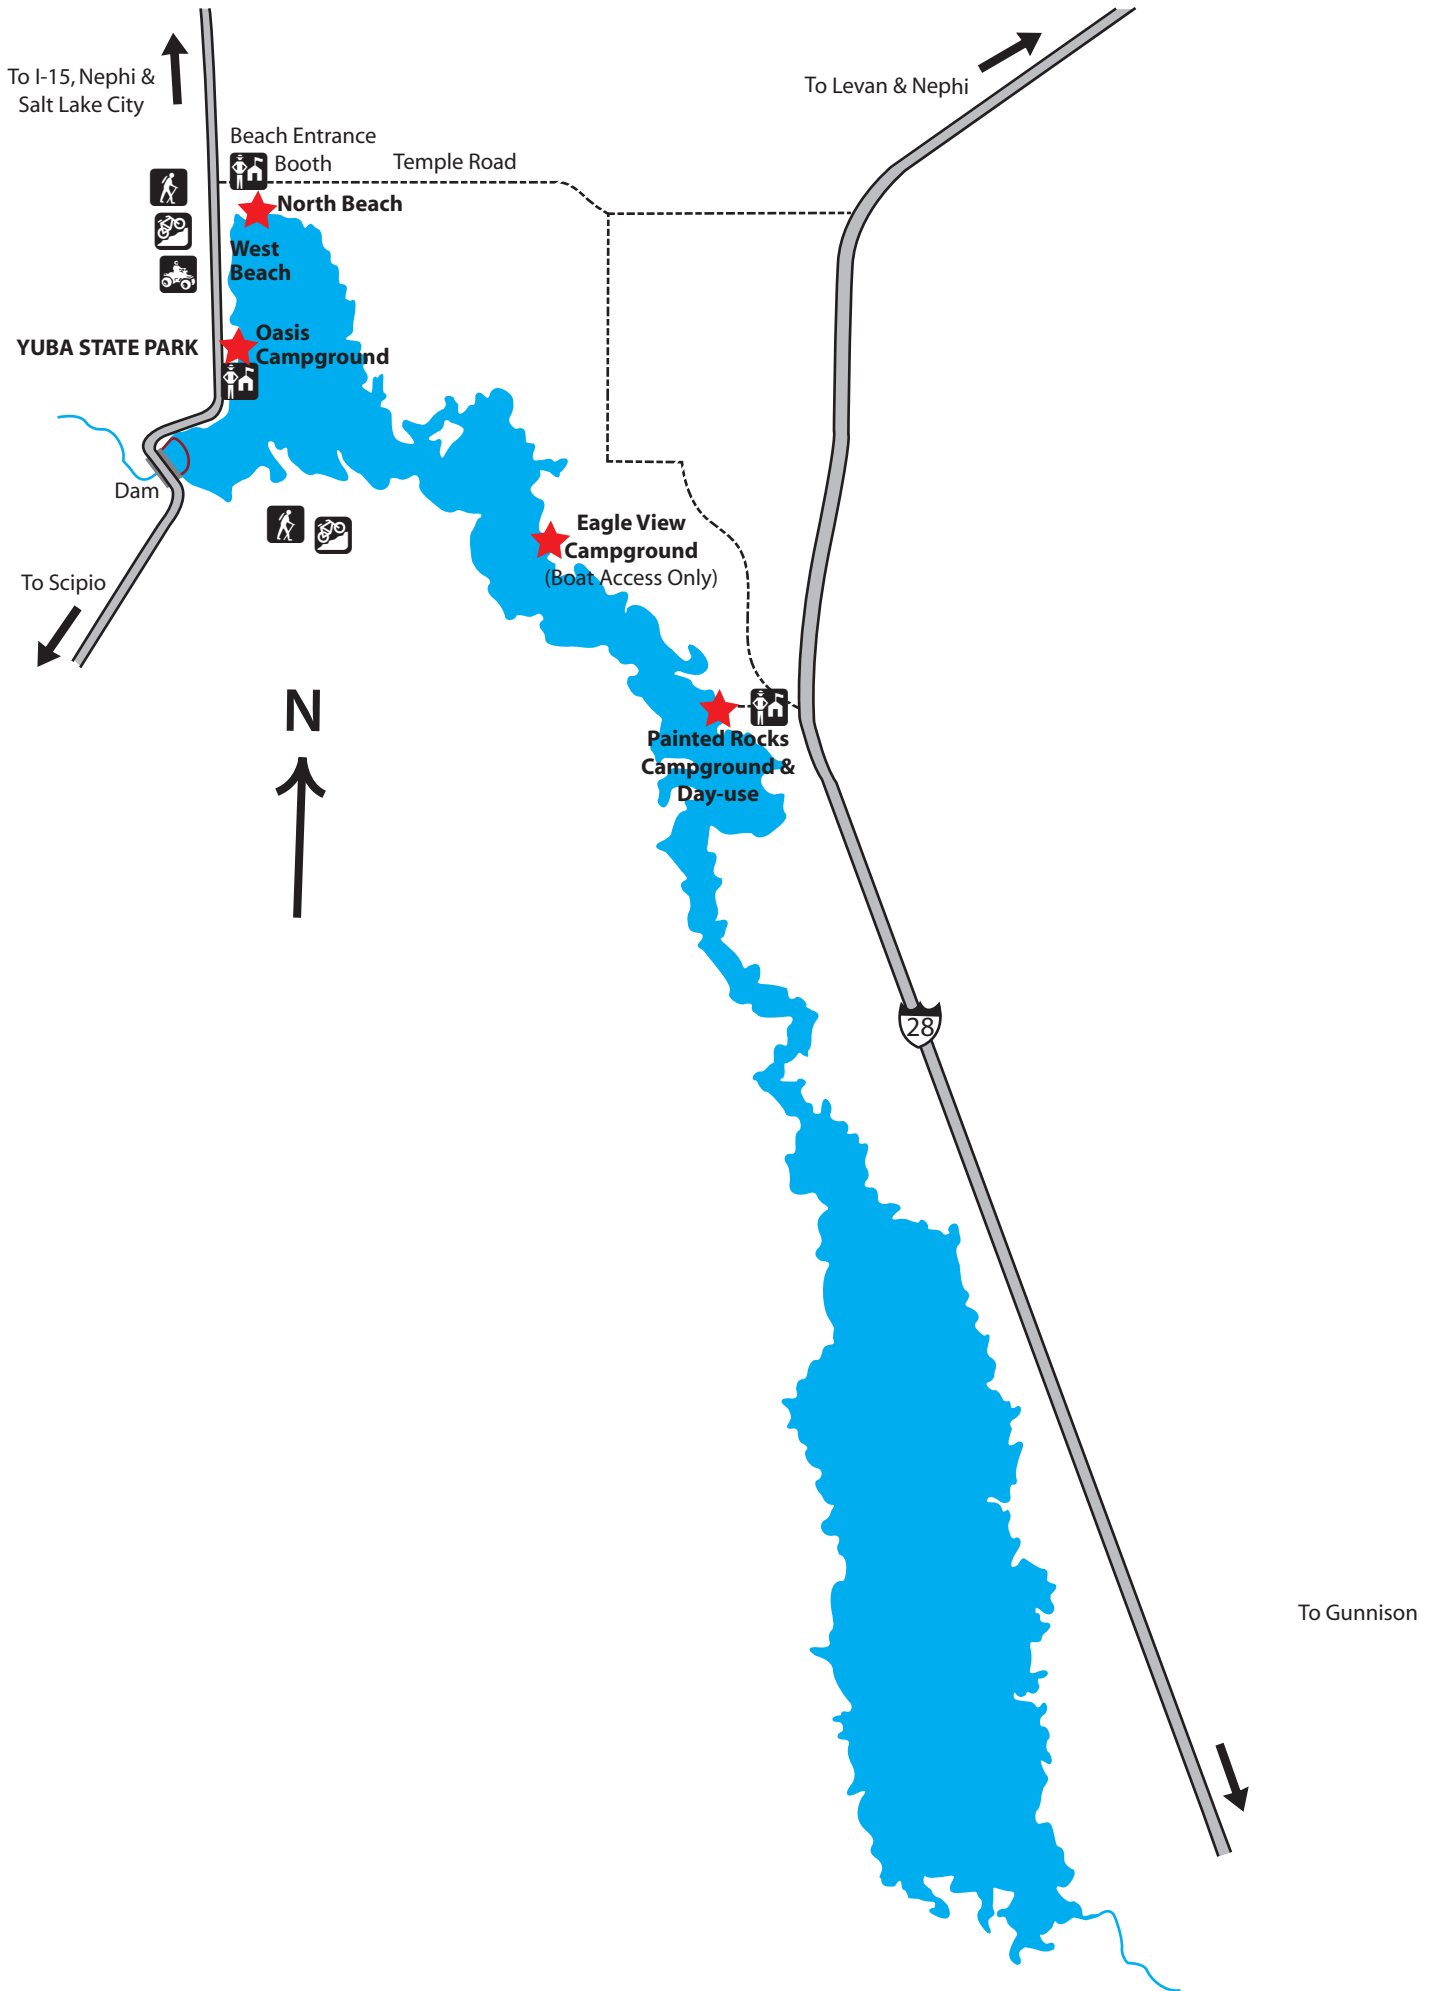 To I-15, Nephi &
Salt Lake City
To Levan & Nephi
Beach Entrance
Booth
Temple Road
North Beach
West
Beach
YUBA STATE PARK
Oasis
Campground
Dam
Eagle View
Campground
(Boat Access Only)
To Scipio
N
Painted Rocks
Campground &
Day-use
28
To Gunnison